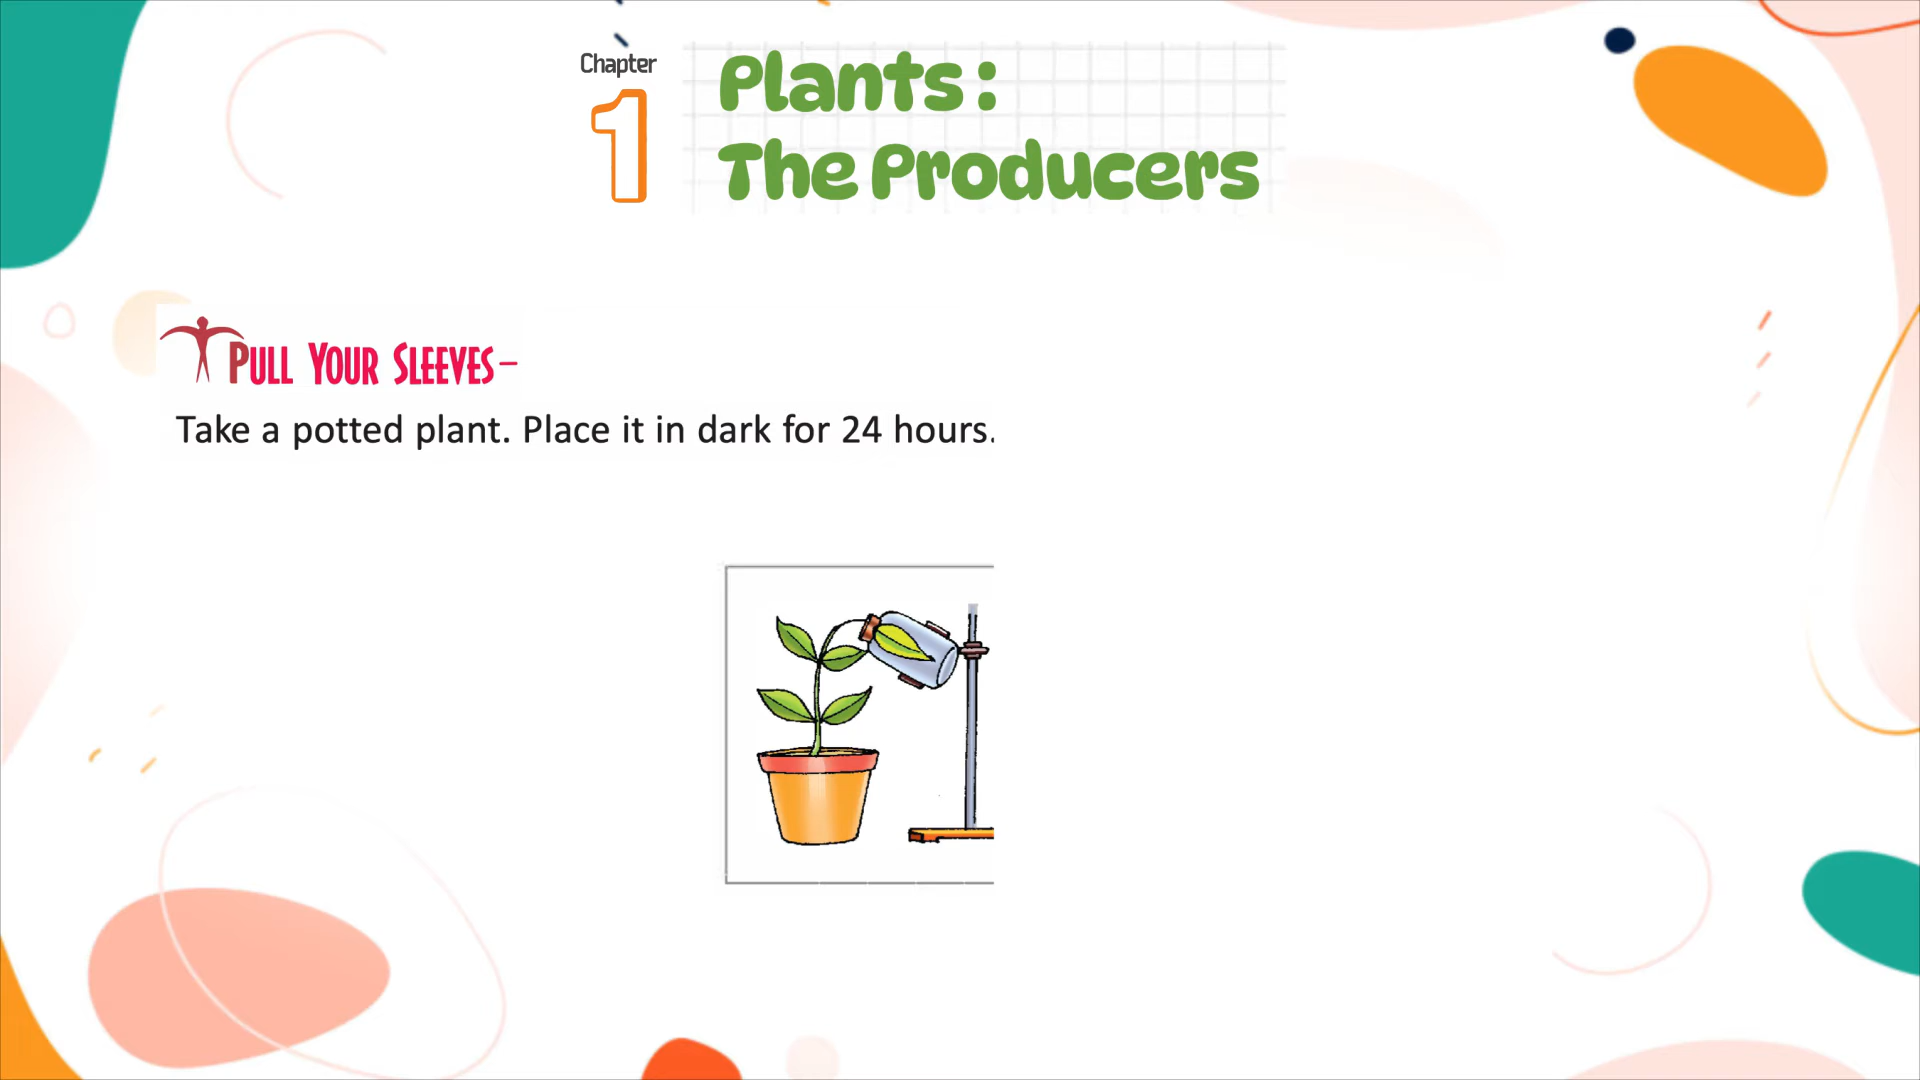 Chapter
1
Plants :
The Producers
PULL YOUR SLEEVES–
Take a potted plant. Place it in dark for 24 hours.